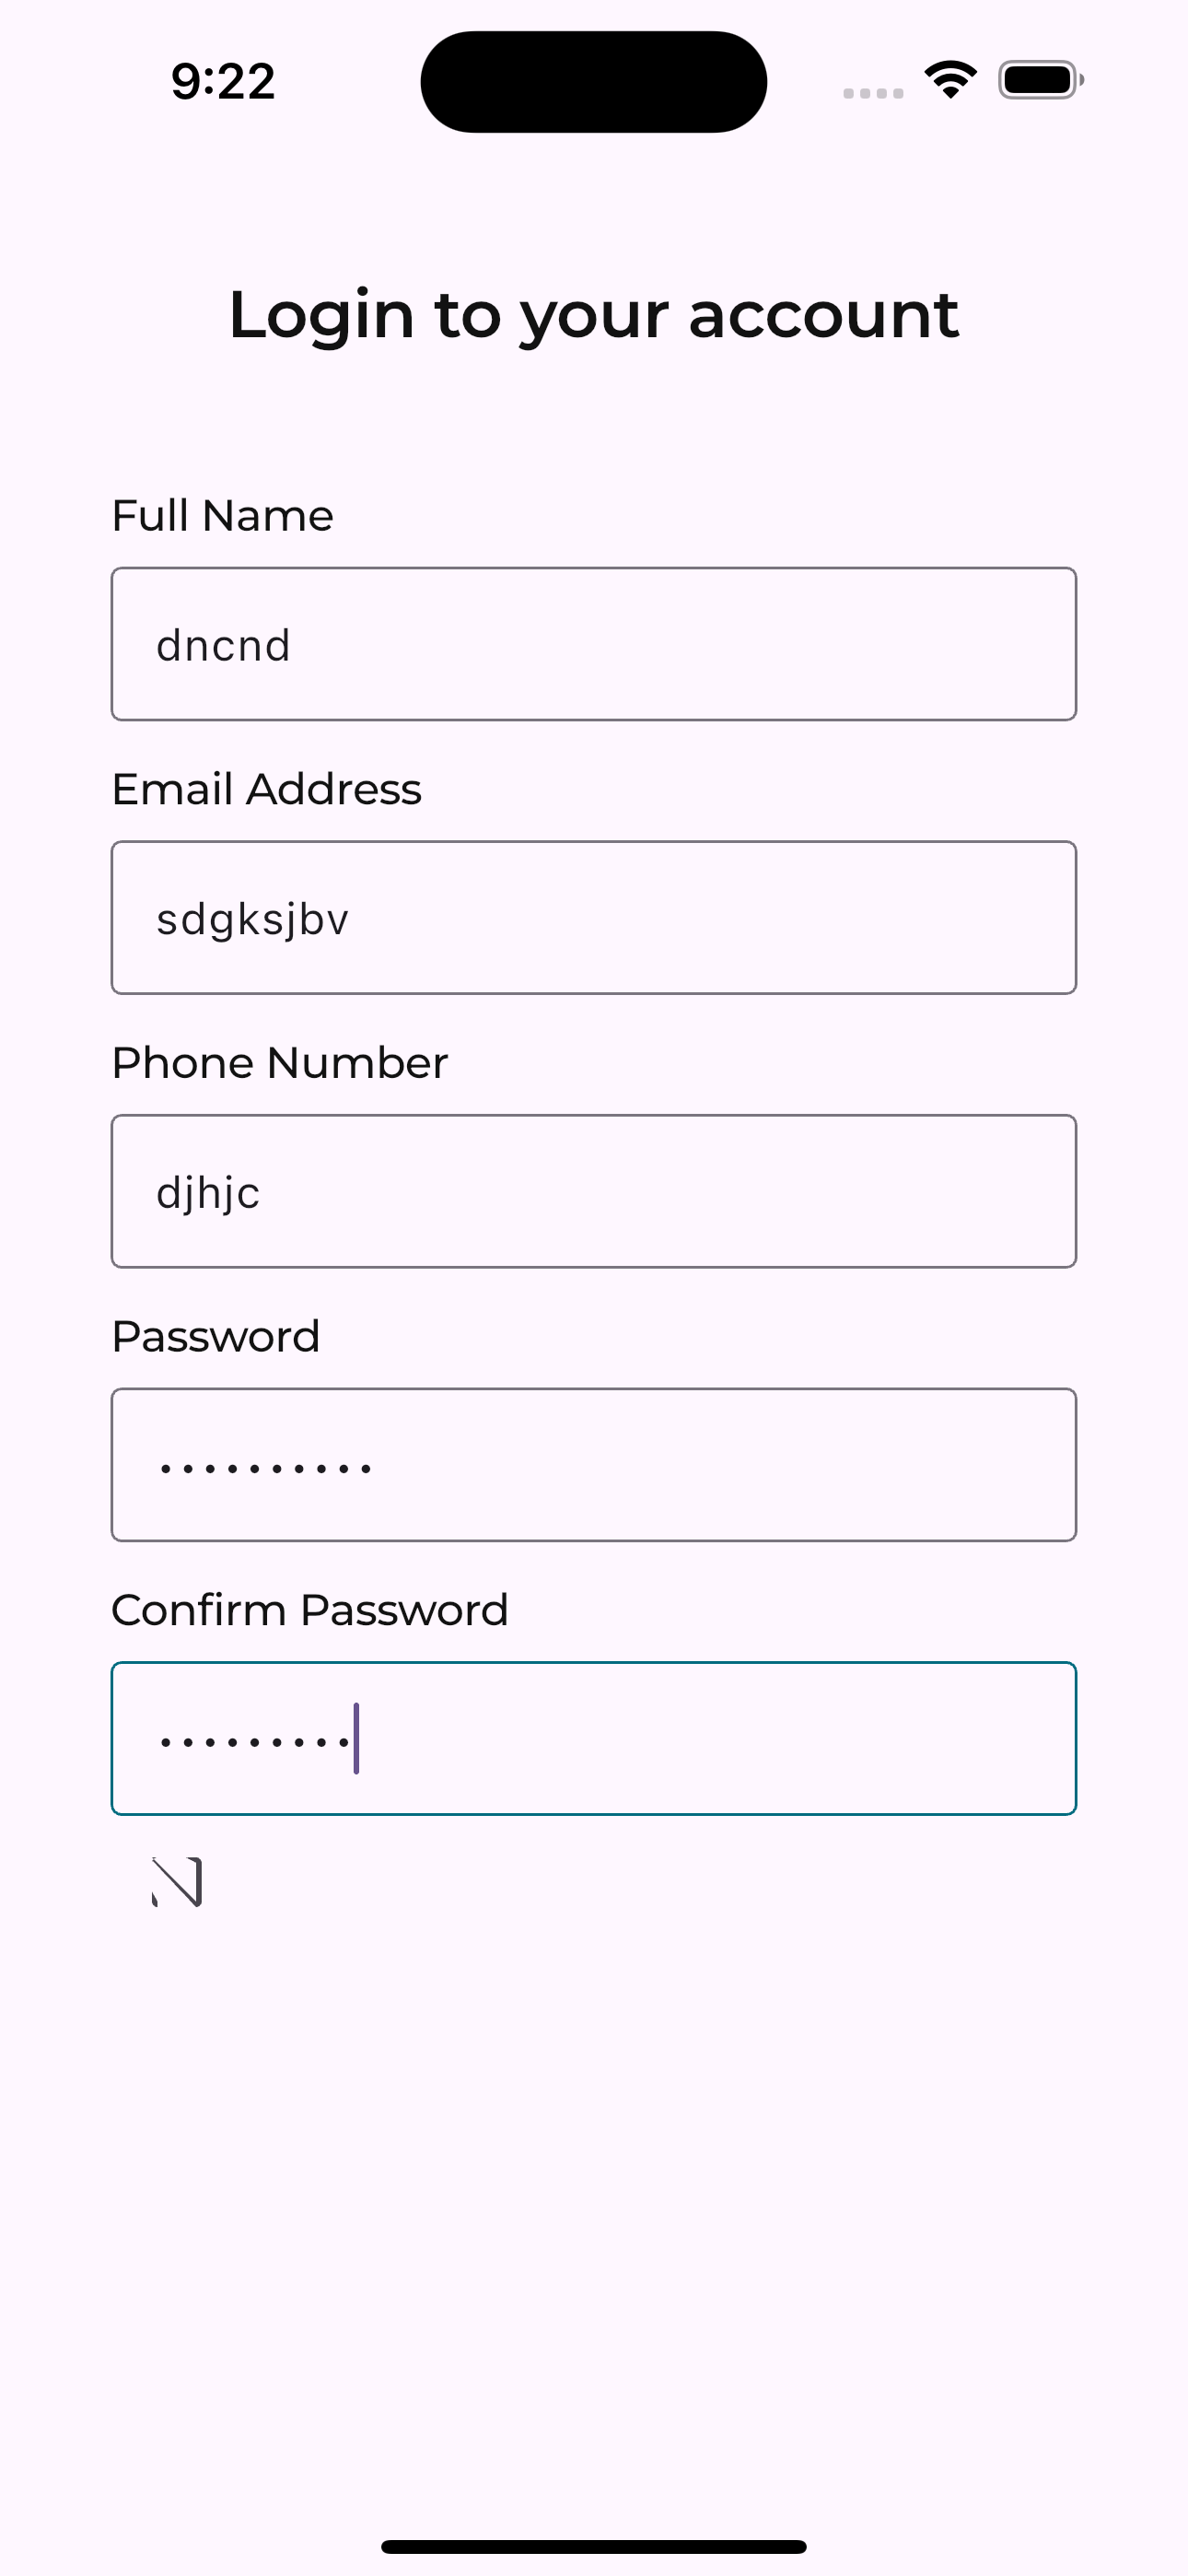 9:22
Login to your account
Full Name
dncnd
Email Address
sdgksjbv
Phone Number
djhjc
Password
••••••••••
Confirm Password
•••••••••